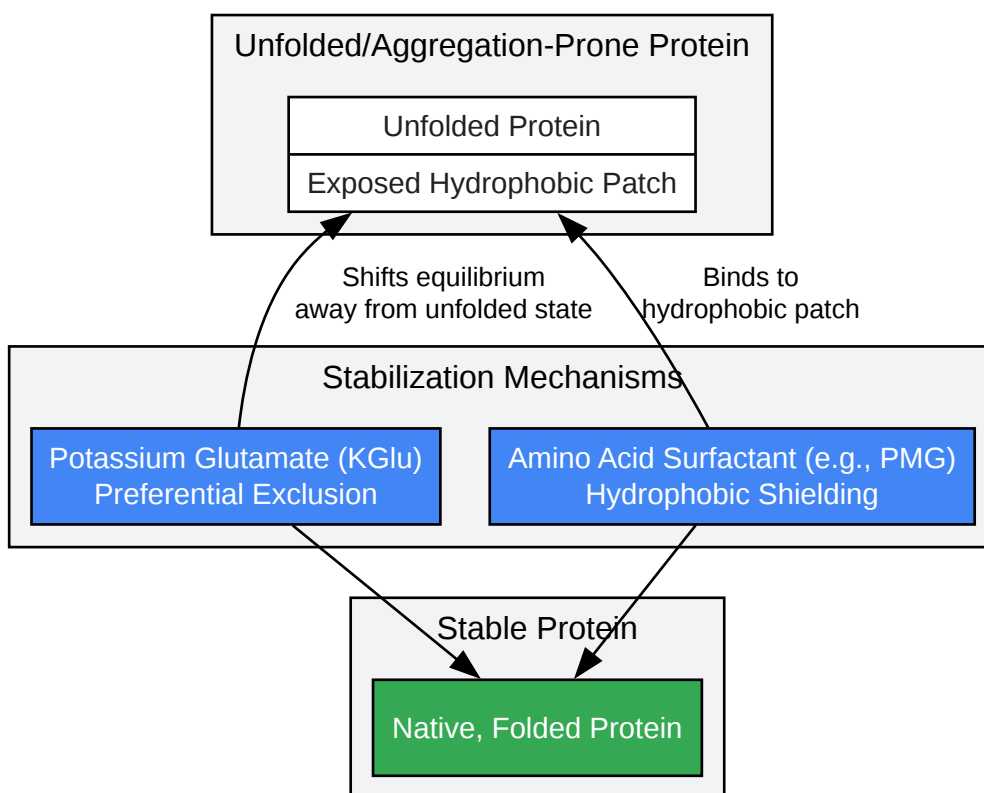 Unfolded/Aggregation-Prone Protein
Unfolded Protein
Exposed Hydrophobic Patch
Shifts equilibrium
away from unfolded state
Binds to
hydrophobic patch
Stabilization Mechanisms
Potassium Glutamate (KGlu)
Preferential Exclusion
Amino Acid Surfactant (e.g., PMG)
Hydrophobic Shielding
Stable Protein
Native, Folded Protein